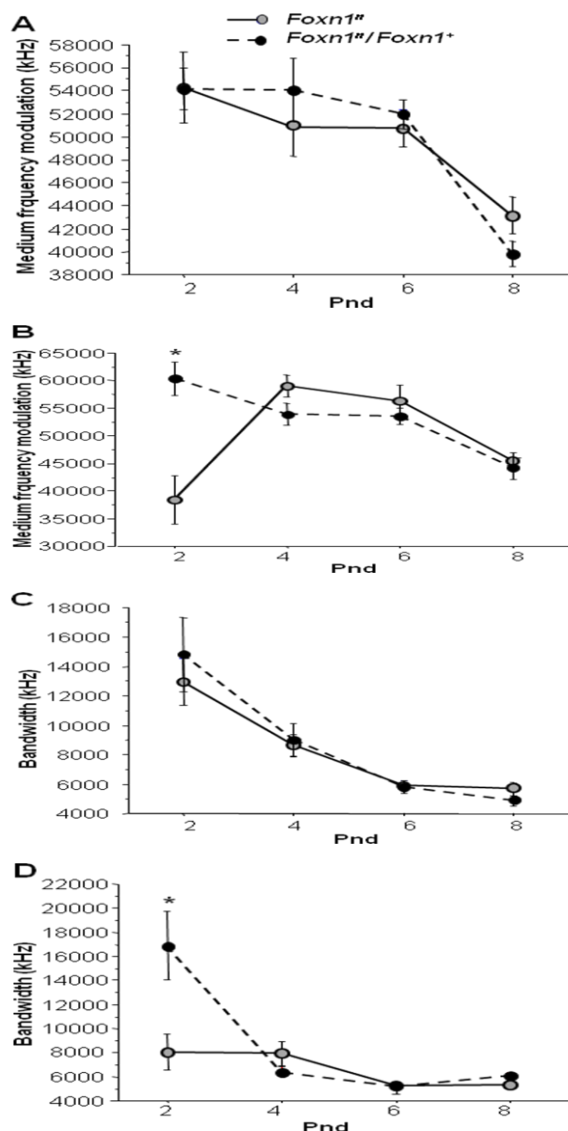 A
Foxn1ⁿ
Foxn1ⁿ/Foxn1⁺
Medium frquency modulation (kHz)
58000
56000
54000
52000
50000
48000
46000
44000
42000
40000
38000
2 4 6 8
Pnd
B
Medium frquency modulation (kHz)
*
65000
60000
55000
50000
45000
40000
35000
30000
2 4 6 8
Pnd
C
Bandwidth (kHz)
18000
16000
14000
12000
10000
8000
6000
4000
2 4 6 8
Pnd
D
Bandwidth (kHz)
*
22000
20000
18000
16000
14000
12000
10000
8000
6000
4000
2 4 6 8
Pnd